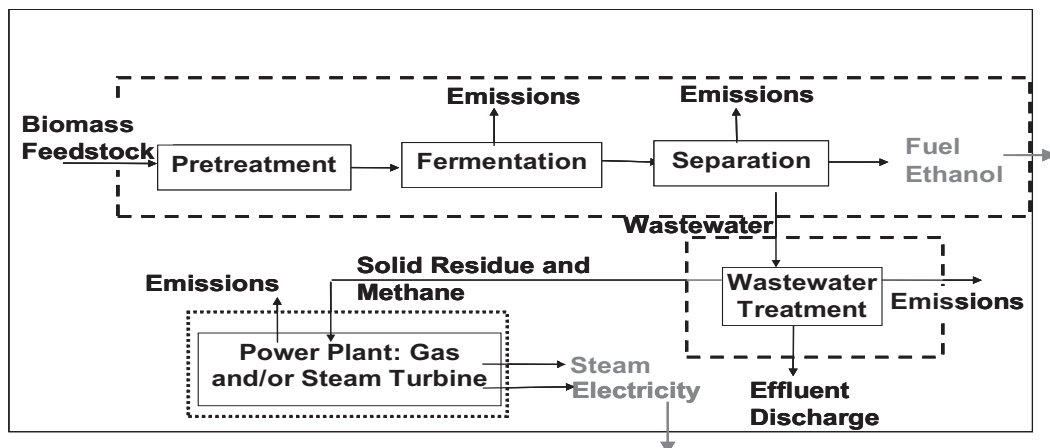 Emissions
Emissions
Biomass
Feedstock
Pretreatment
Fermentation
Separation
Fuel
Ethanol
Wastewater
Solid Residue and
Methane
Emissions
Wastewater
Treatment
Emissions
Power Plant: Gas
and/or Steam Turbine
Steam
Electricity
Effluent
Discharge